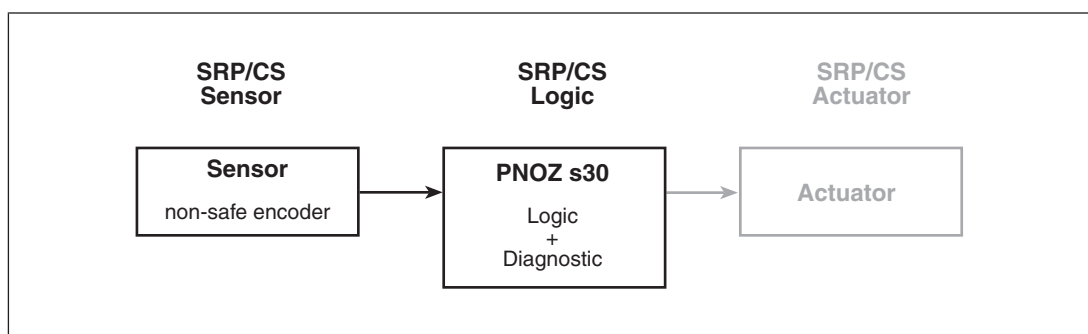 SRP/CS
Sensor
SRP/CS
Logic
SRP/CS
Actuator
Sensor
non-safe encoder
PNOZ s30
Logic
+
Diagnostic
Actuator